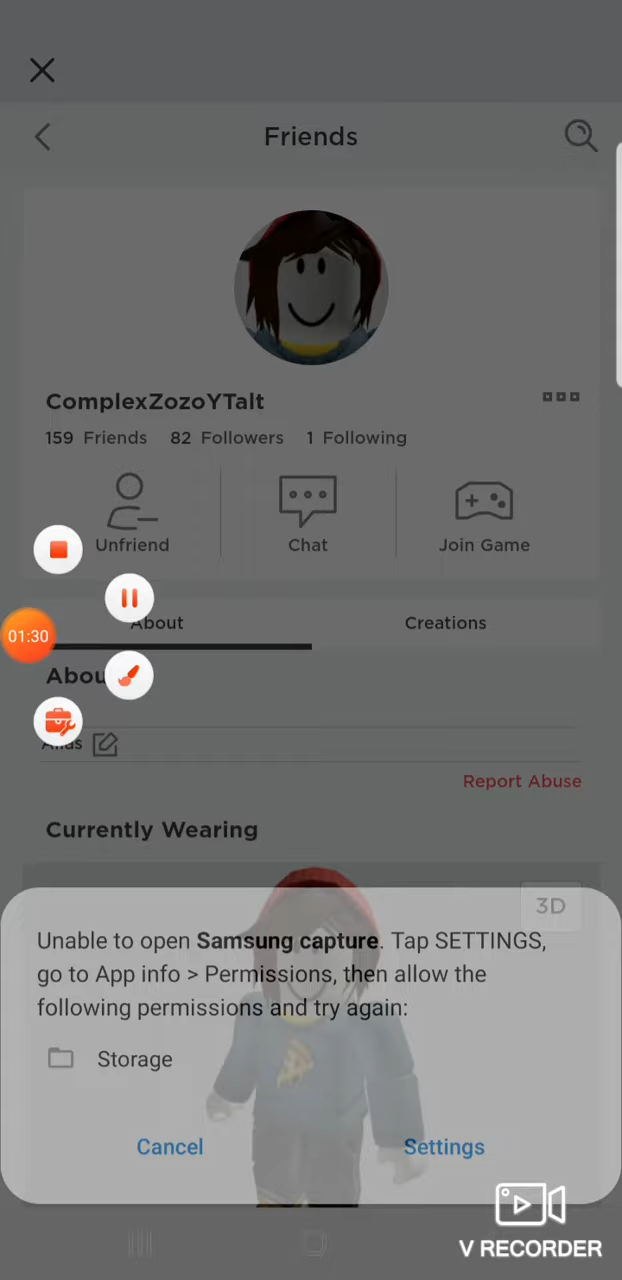 Friends
ComplexZozoYTalt
159 Friends 82 Followers 1 Following
Unfriend Chat Join Game
01:30
About Creations
Abou
Alias
Report Abuse
Currently Wearing
3D
Unable to open Samsung capture. Tap SETTINGS,
go to App info > Permissions, then allow the
following permissions and try again:
Storage
Cancel Settings
V RECORDER